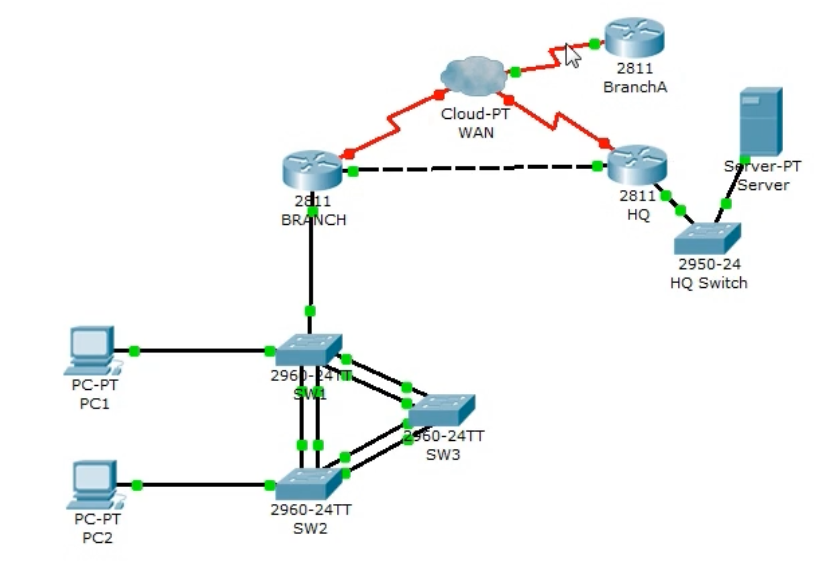 2811
BranchA
Cloud-PT
WAN
Server-PT
Server
2811
BRANCH
2811
HQ
2950-24
HQ Switch
PC-PT
PC1
2960-24TT
SW1
2960-24TT
SW3
PC-PT
PC2
2960-24TT
SW2